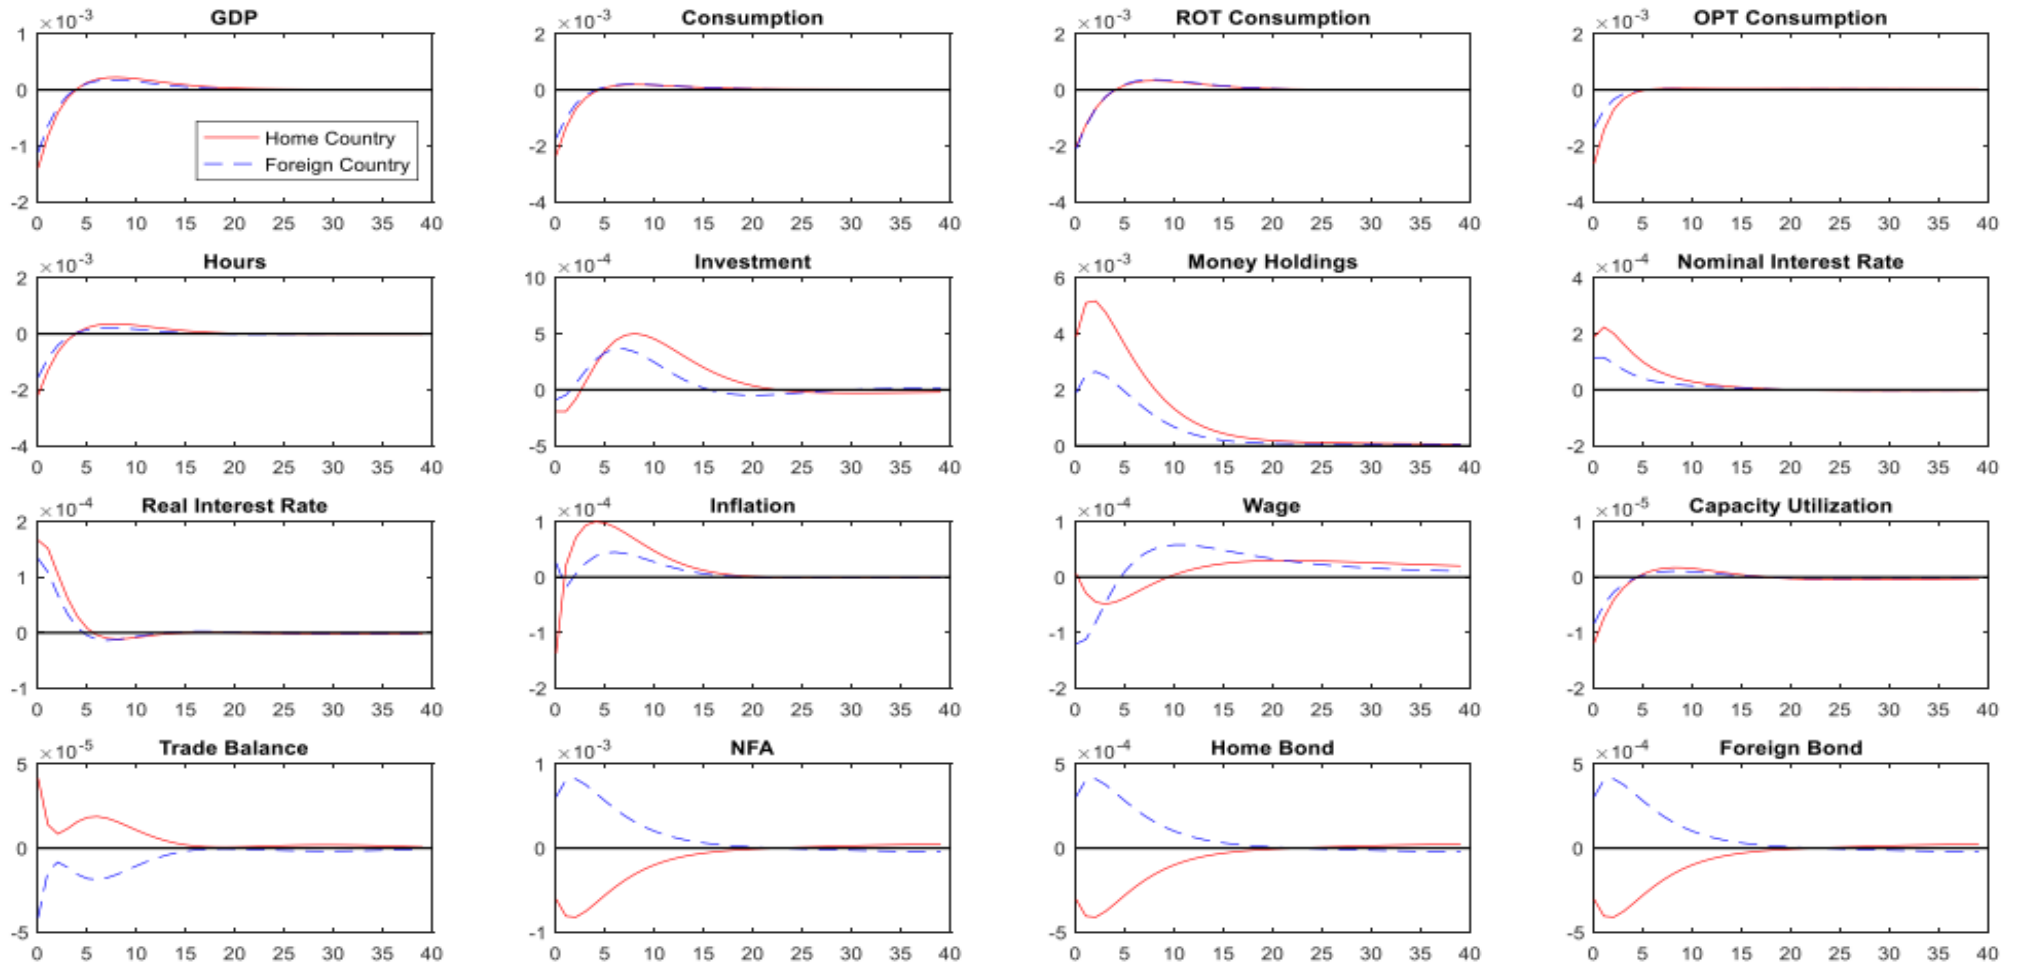 GDP
×10-3
1
0
-1
-2
0 5 10 15 20 25 30 35 40
Home Country
Foreign Country
Consumption
×10-3
2
0
-2
-4
0 5 10 15 20 25 30 35 40
ROT Consumption
×10-3
2
0
-2
-4
0 5 10 15 20 25 30 35 40
OPT Consumption
×10-3
2
0
-2
-4
0 5 10 15 20 25 30 35 40
Hours
×10-3
2
0
-2
-4
0 5 10 15 20 25 30 35 40
Investment
×10-4
10
5
0
-5
0 5 10 15 20 25 30 35 40
Money Holdings
×10-3
6
4
2
0
0 5 10 15 20 25 30 35 40
Nominal Interest Rate
×10-4
4
2
0
-2
0 5 10 15 20 25 30 35 40
Real Interest Rate
×10-4
2
1
0
-1
0 5 10 15 20 25 30 35 40
Inflation
×10-4
1
0
-1
-2
0 5 10 15 20 25 30 35 40
Wage
×10-4
1
0
-1
-2
0 5 10 15 20 25 30 35 40
Capacity Utilization
×10-5
1
0
-1
-2
0 5 10 15 20 25 30 35 40
Trade Balance
×10-5
5
0
-5
0 5 10 15 20 25 30 35 40
NFA
×10-3
1
0
-1
0 5 10 15 20 25 30 35 40
Home Bond
×10-4
5
0
-5
0 5 10 15 20 25 30 35 40
Foreign Bond
×10-4
5
0
-5
0 5 10 15 20 25 30 35 40